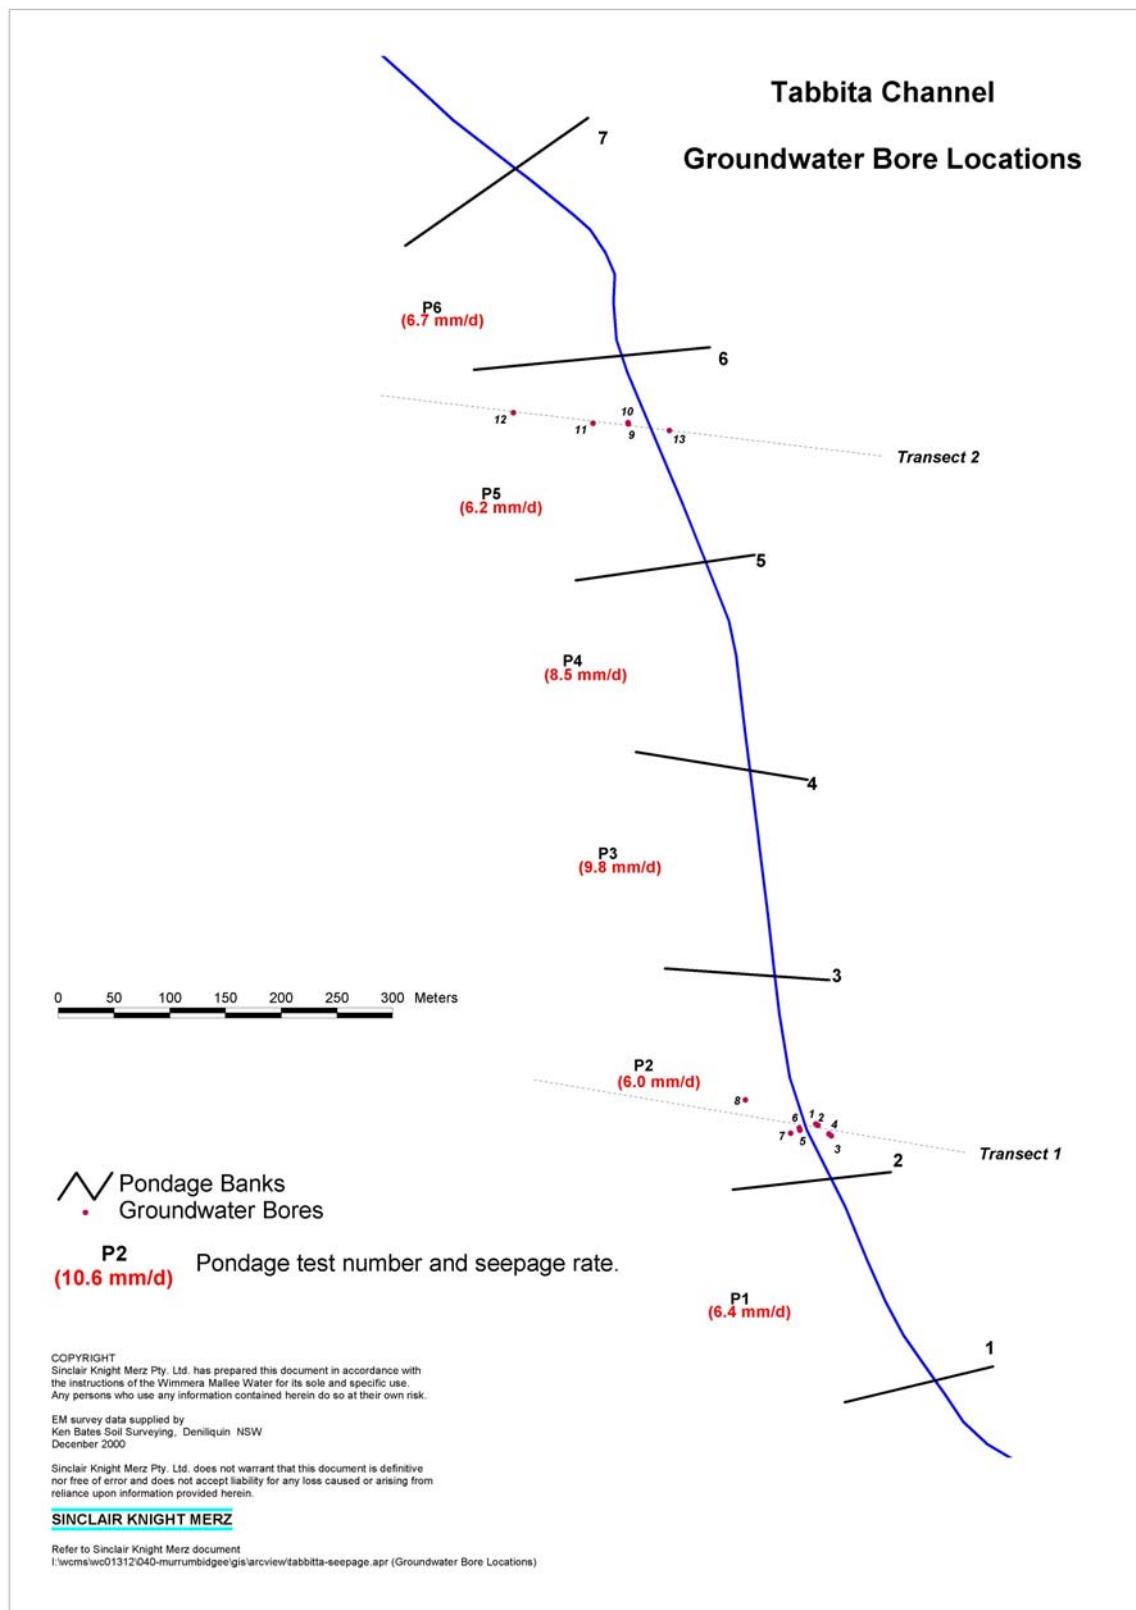 Tabbita Channel
Groundwater Bore Locations
7
P6
(6.7 mm/d)
6
12
11
10
9
13
Transect 2
P5
(6.2 mm/d)
5
P4
(8.5 mm/d)
4
P3
(9.8 mm/d)
3
0 50 100 150 200 250 300 Meters
P2
(6.0 mm/d)
8
6
1
2
4
7
5
3
Transect 1
2
Pondage Banks
Groundwater Bores
P2
(10.6 mm/d)
Pondage test number and seepage rate.
P1
(6.4 mm/d)
1
COPYRIGHT
Sinclair Knight Merz Pty. Ltd. has prepared this document in accordance with
the instructions of the Wimmera Mallee Water for its sole and specific use.
Any persons who use any information contained herein do so at their own risk.
EM survey data supplied by
Ken Bates Soil Surveying, Deniliquin NSW
Decenber 2000
Sinclair Knight Merz Pty. Ltd. does not warrant that this document is definitive
nor free of error and does not accept liability for any loss caused or arising from
reliance upon information provided herein.
SINCLAIR KNIGHT MERZ
Refer to Sinclair Knight Merz document
I:\wcms\wc01312\040-murrumbidgee\gis\arcview\tabbitta-seepage.apr (Groundwater Bore Locations)